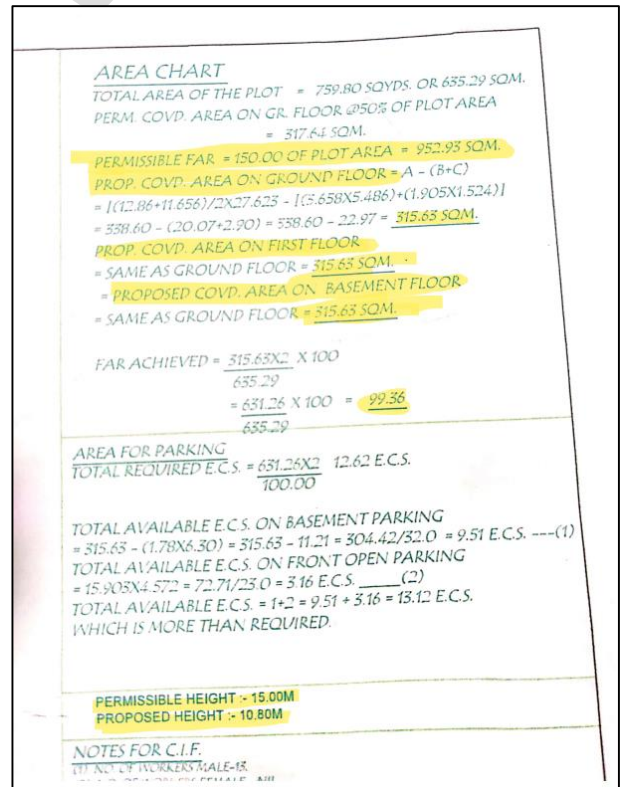 AREA CHART
TOTAL AREA OF THE PLOT = 759.80 SQYDS. OR 635.29 SQM.
PERM. COVD. AREA ON GR. FLOOR @50% OF PLOT AREA
= 317.64 SQM.
PERMISSIBLE FAR = 150.00 OF PLOT AREA = 952.93 SQM.
PROP. COVD. AREA ON GROUND FLOOR = A - (B+C)
= [(12.86+11.656)/2X27.623 - [(3.658X5.486)+(1.905X1.524)]
= 338.60 - (20.07+2.90) = 338.60 - 22.97 = 315.63 SQM.
PROP. COVD. AREA ON FIRST FLOOR
= SAME AS GROUND FLOOR = 315.63 SQM.
= PROPOSED COVD. AREA ON BASEMENT FLOOR
= SAME AS GROUND FLOOR = 315.63 SQM.
FAR ACHIEVED = 315.63X2 X 100
635.29
= 631.26 X 100 = 99.36
635.29
AREA FOR PARKING
TOTAL REQUIRED E.C.S. = 631.26X2 12.62 E.C.S.
100.00
TOTAL AVAILABLE E.C.S. ON BASEMENT PARKING
= 315.63 - (1.78X6.30) = 315.63 - 11.21 = 304.42/32.0 = 9.51 E.C.S. ---(1)
TOTAL AVAILABLE E.C.S. ON FRONT OPEN PARKING
= 15.903X4.572 = 72.71/23.0 = 3.16 E.C.S. ____(2)
TOTAL AVAILABLE E.C.S. = 1+2 = 9.51 + 3.16 = 13.12 E.C.S.
WHICH IS MORE THAN REQUIRED.
PERMISSIBLE HEIGHT :- 15.00M
PROPOSED HEIGHT :- 10.80M
NOTES FOR C.I.F.
(1) NO. OF WORKERS MALE-13.